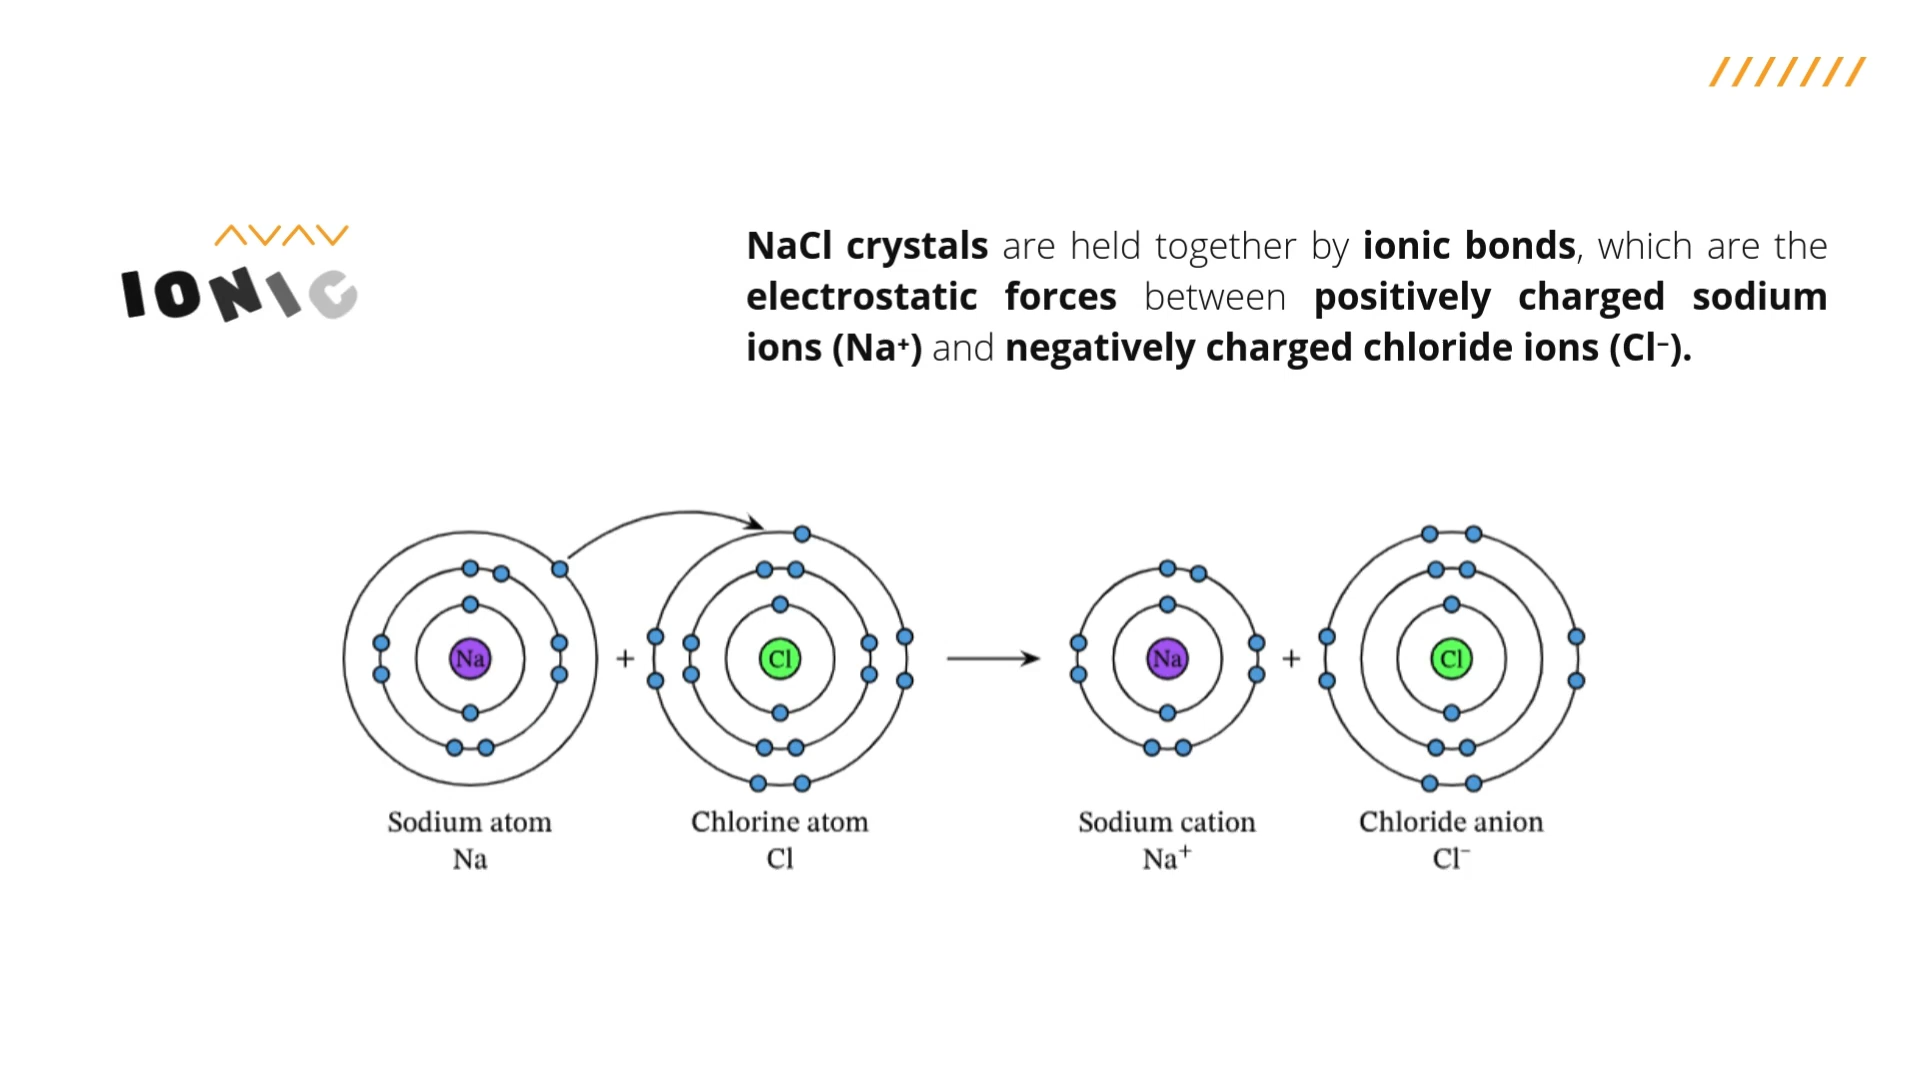 IONIC
NaCl crystals are held together by ionic bonds, which are the
electrostatic forces between positively charged sodium
ions (Na⁺) and negatively charged chloride ions (Cl⁻).
Na + Cl Na + Cl
Sodium atom Chlorine atom Sodium cation Chloride anion
Na Cl Na⁺ Cl⁻